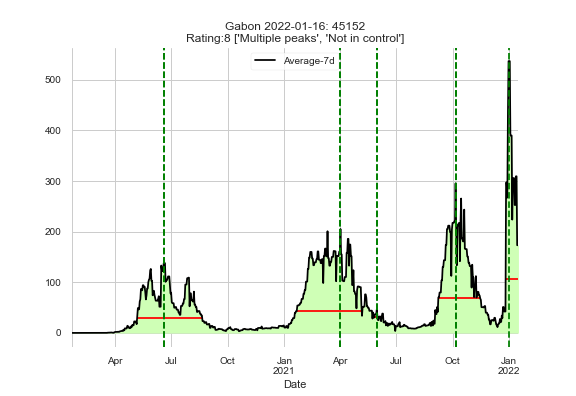 Gabon 2022-01-16: 45152
Rating:8 ['Multiple peaks', 'Not in control']
Average-7d
500
400
300
200
100
0
Apr Jul Oct Jan Apr Jul Oct Jan
2021 2022
Date